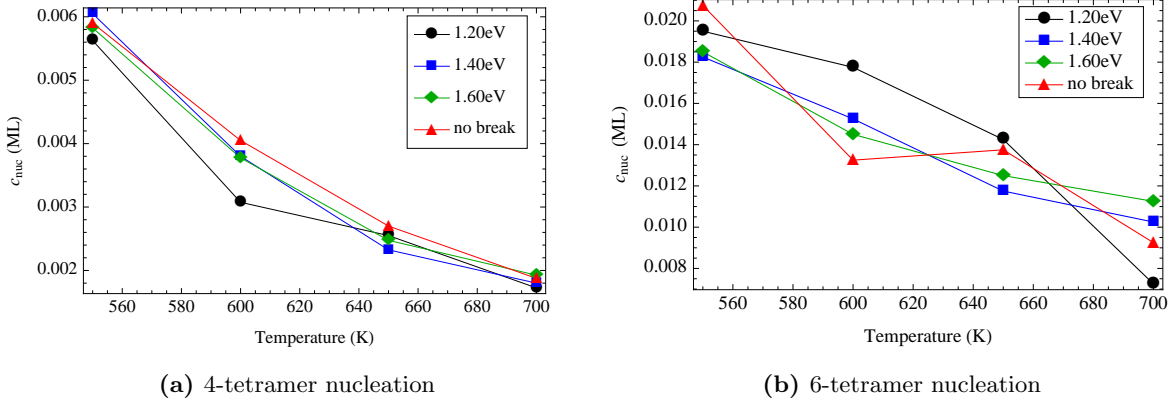 0.006
0.005
0.004
0.003
0.002
c_nuc (ML)
1.20eV
1.40eV
1.60eV
no break
560 580 600 620 640 660 680 700
Temperature (K)
(a) 4-tetramer nucleation
0.020
0.018
0.016
0.014
0.012
0.010
0.008
c_nuc (ML)
1.20eV
1.40eV
1.60eV
no break
560 580 600 620 640 660 680 700
Temperature (K)
(b) 6-tetramer nucleation